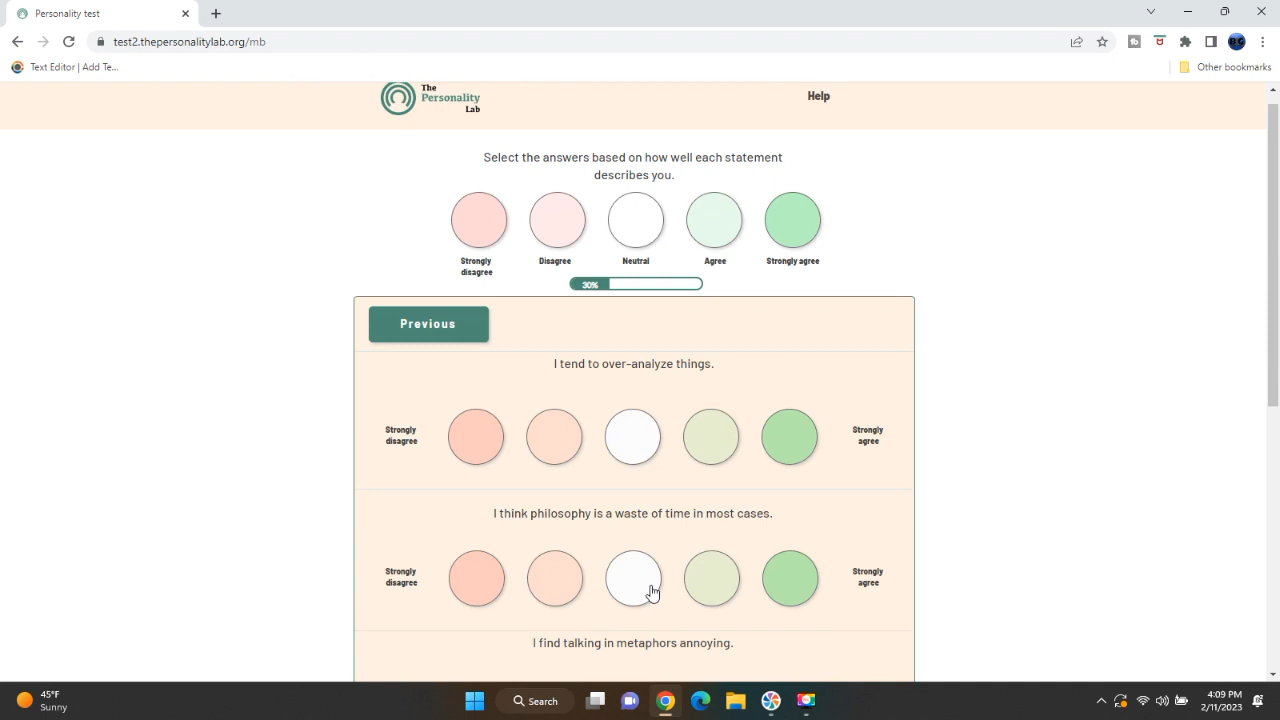 Personality test
test2.thepersonalitylab.org/mb
Text Editor | Add Te...
Other bookmarks
The
Personality
Lab
Help
Select the answers based on how well each statement
describes you.
Strongly
disagree
Disagree
Neutral
Agree
Strongly agree
30%
Previous
I tend to over-analyze things.
Strongly
disagree
Strongly
agree
I think philosophy is a waste of time in most cases.
Strongly
disagree
Strongly
agree
I find talking in metaphors annoying.
45°F
Sunny
Search
4:09 PM
2/11/2023